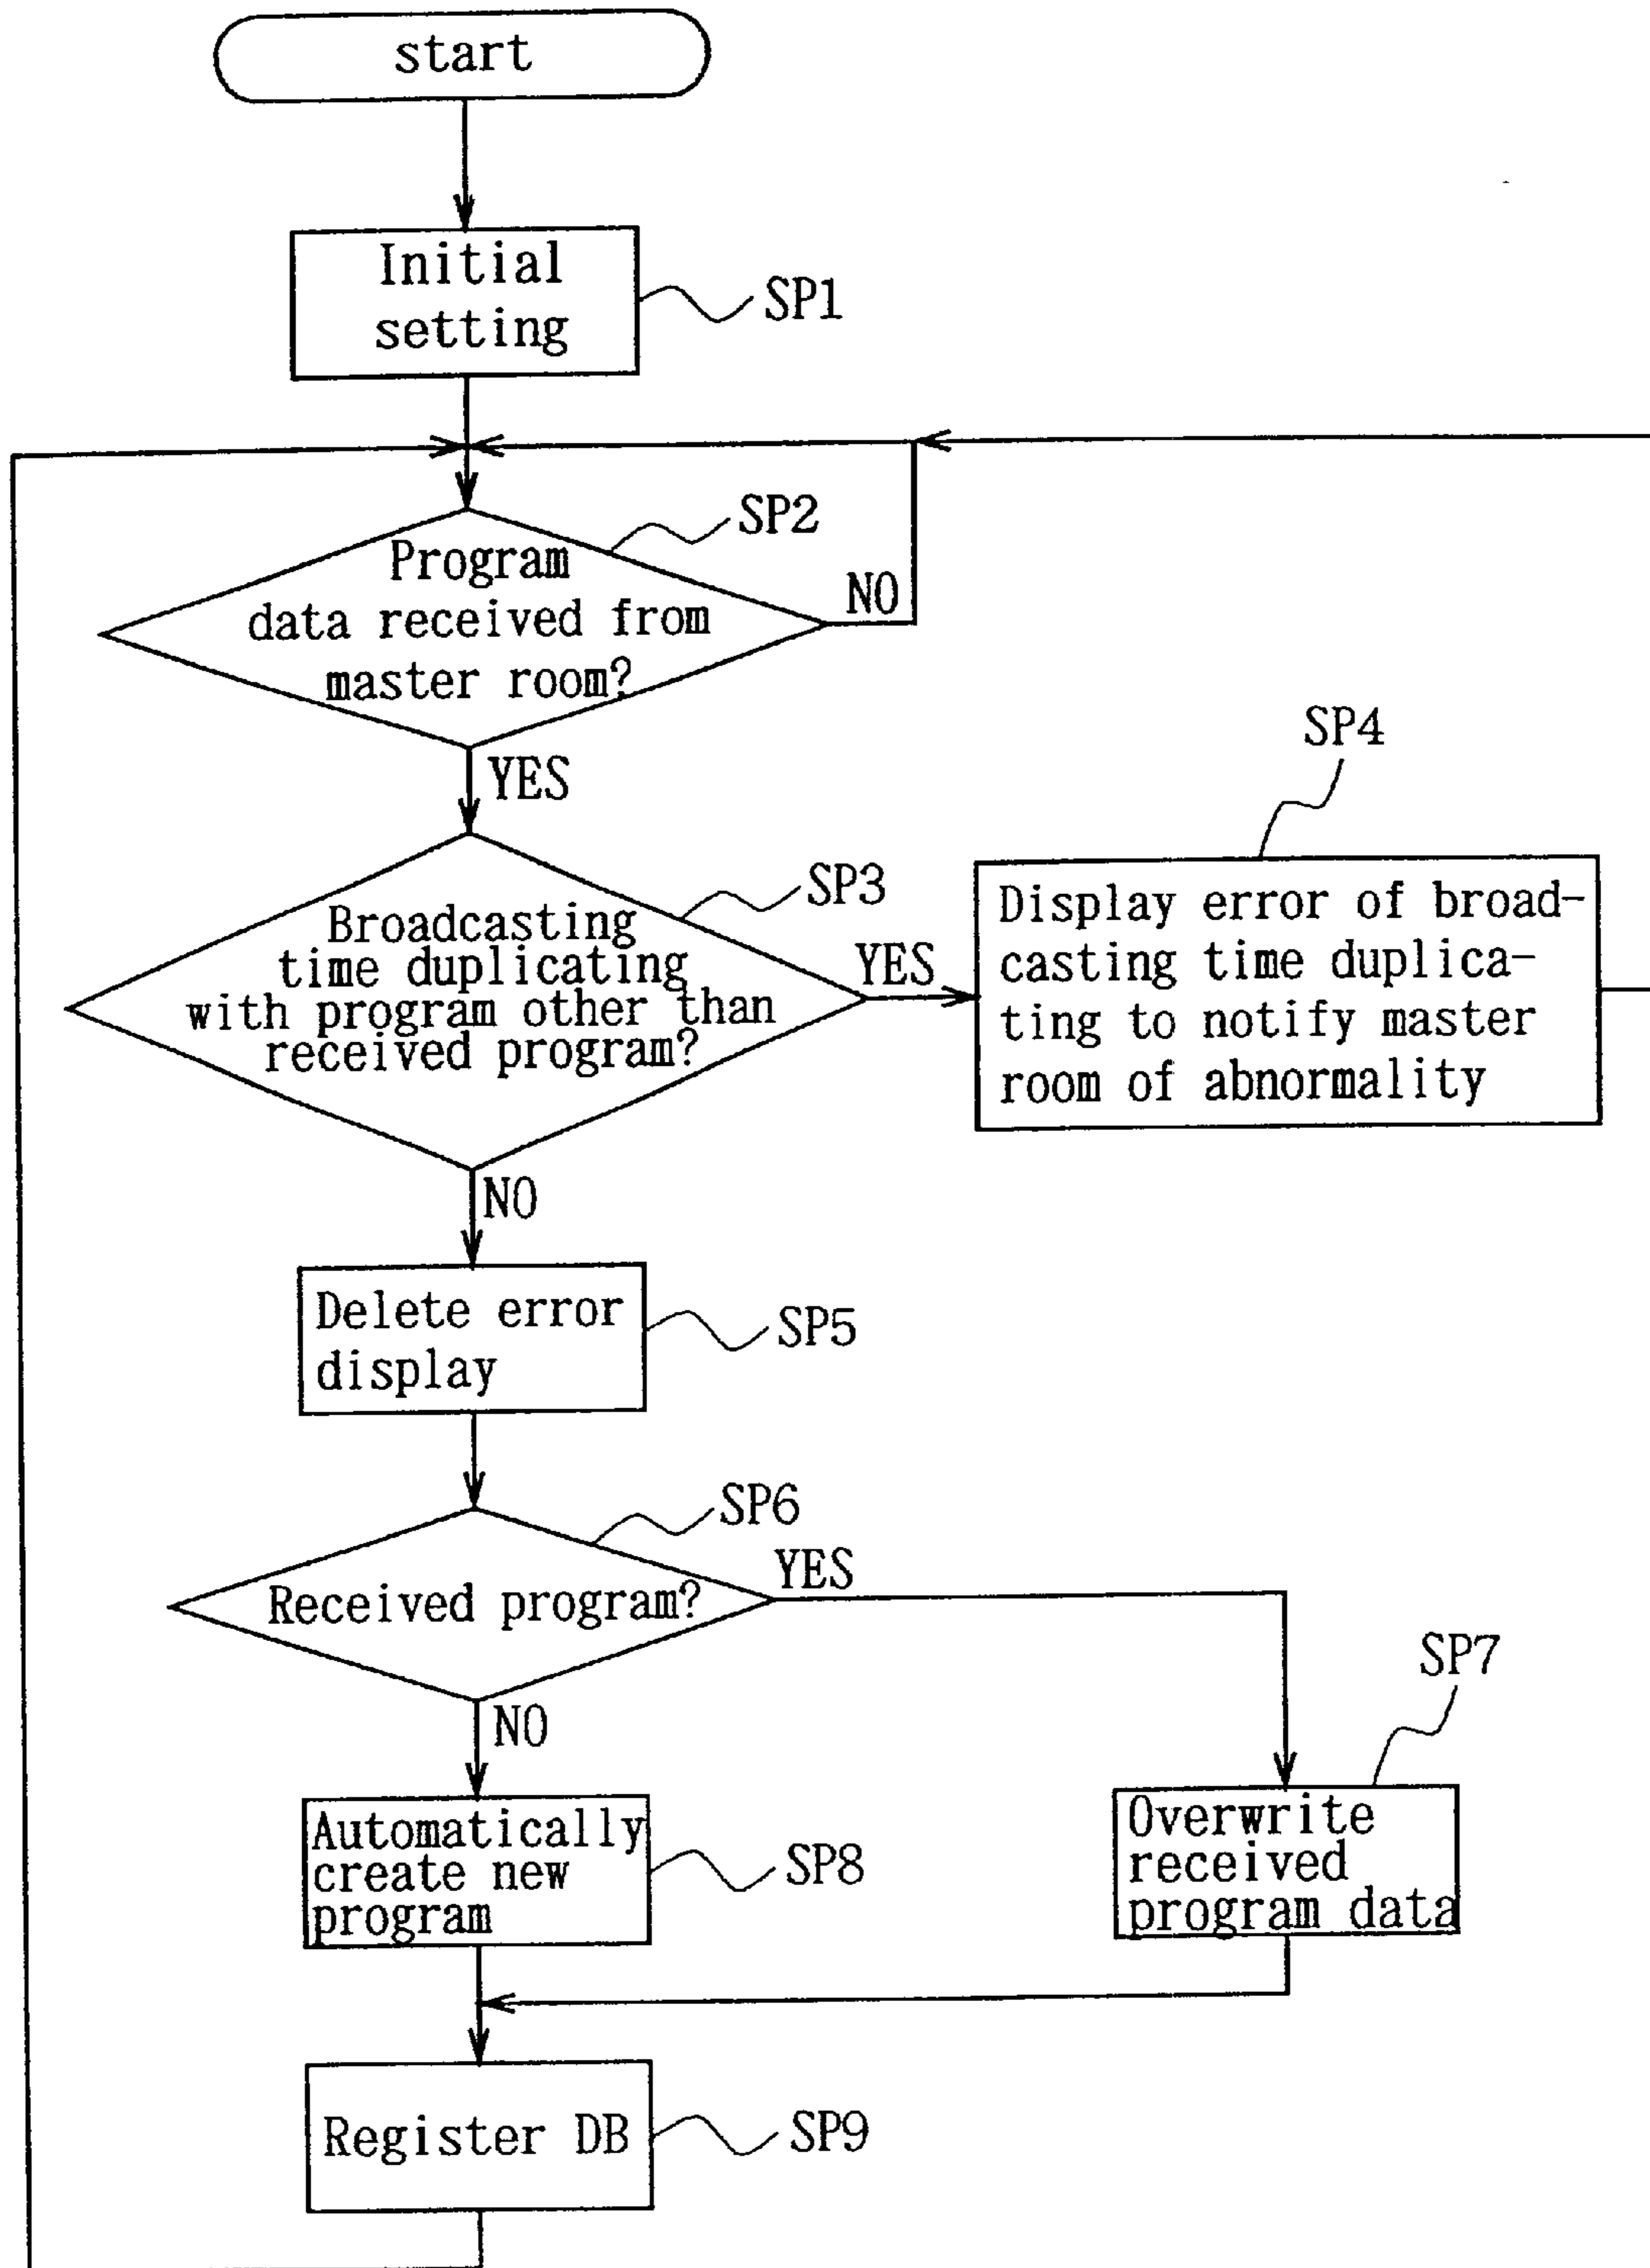 start
Initial
setting
SP1
SP2
Program
data received from
master room?
NO
YES
SP3
Broadcasting
time duplicating
with program other than
received program?
YES
SP4
Display error of broad-
casting time duplica-
ting to notify master
room of abnormality
NO
Delete error
display
SP5
SP6
Received program?
YES
NO
SP7
Overwrite
received
program data
Automatically
create new
program
SP8
Register DB
SP9